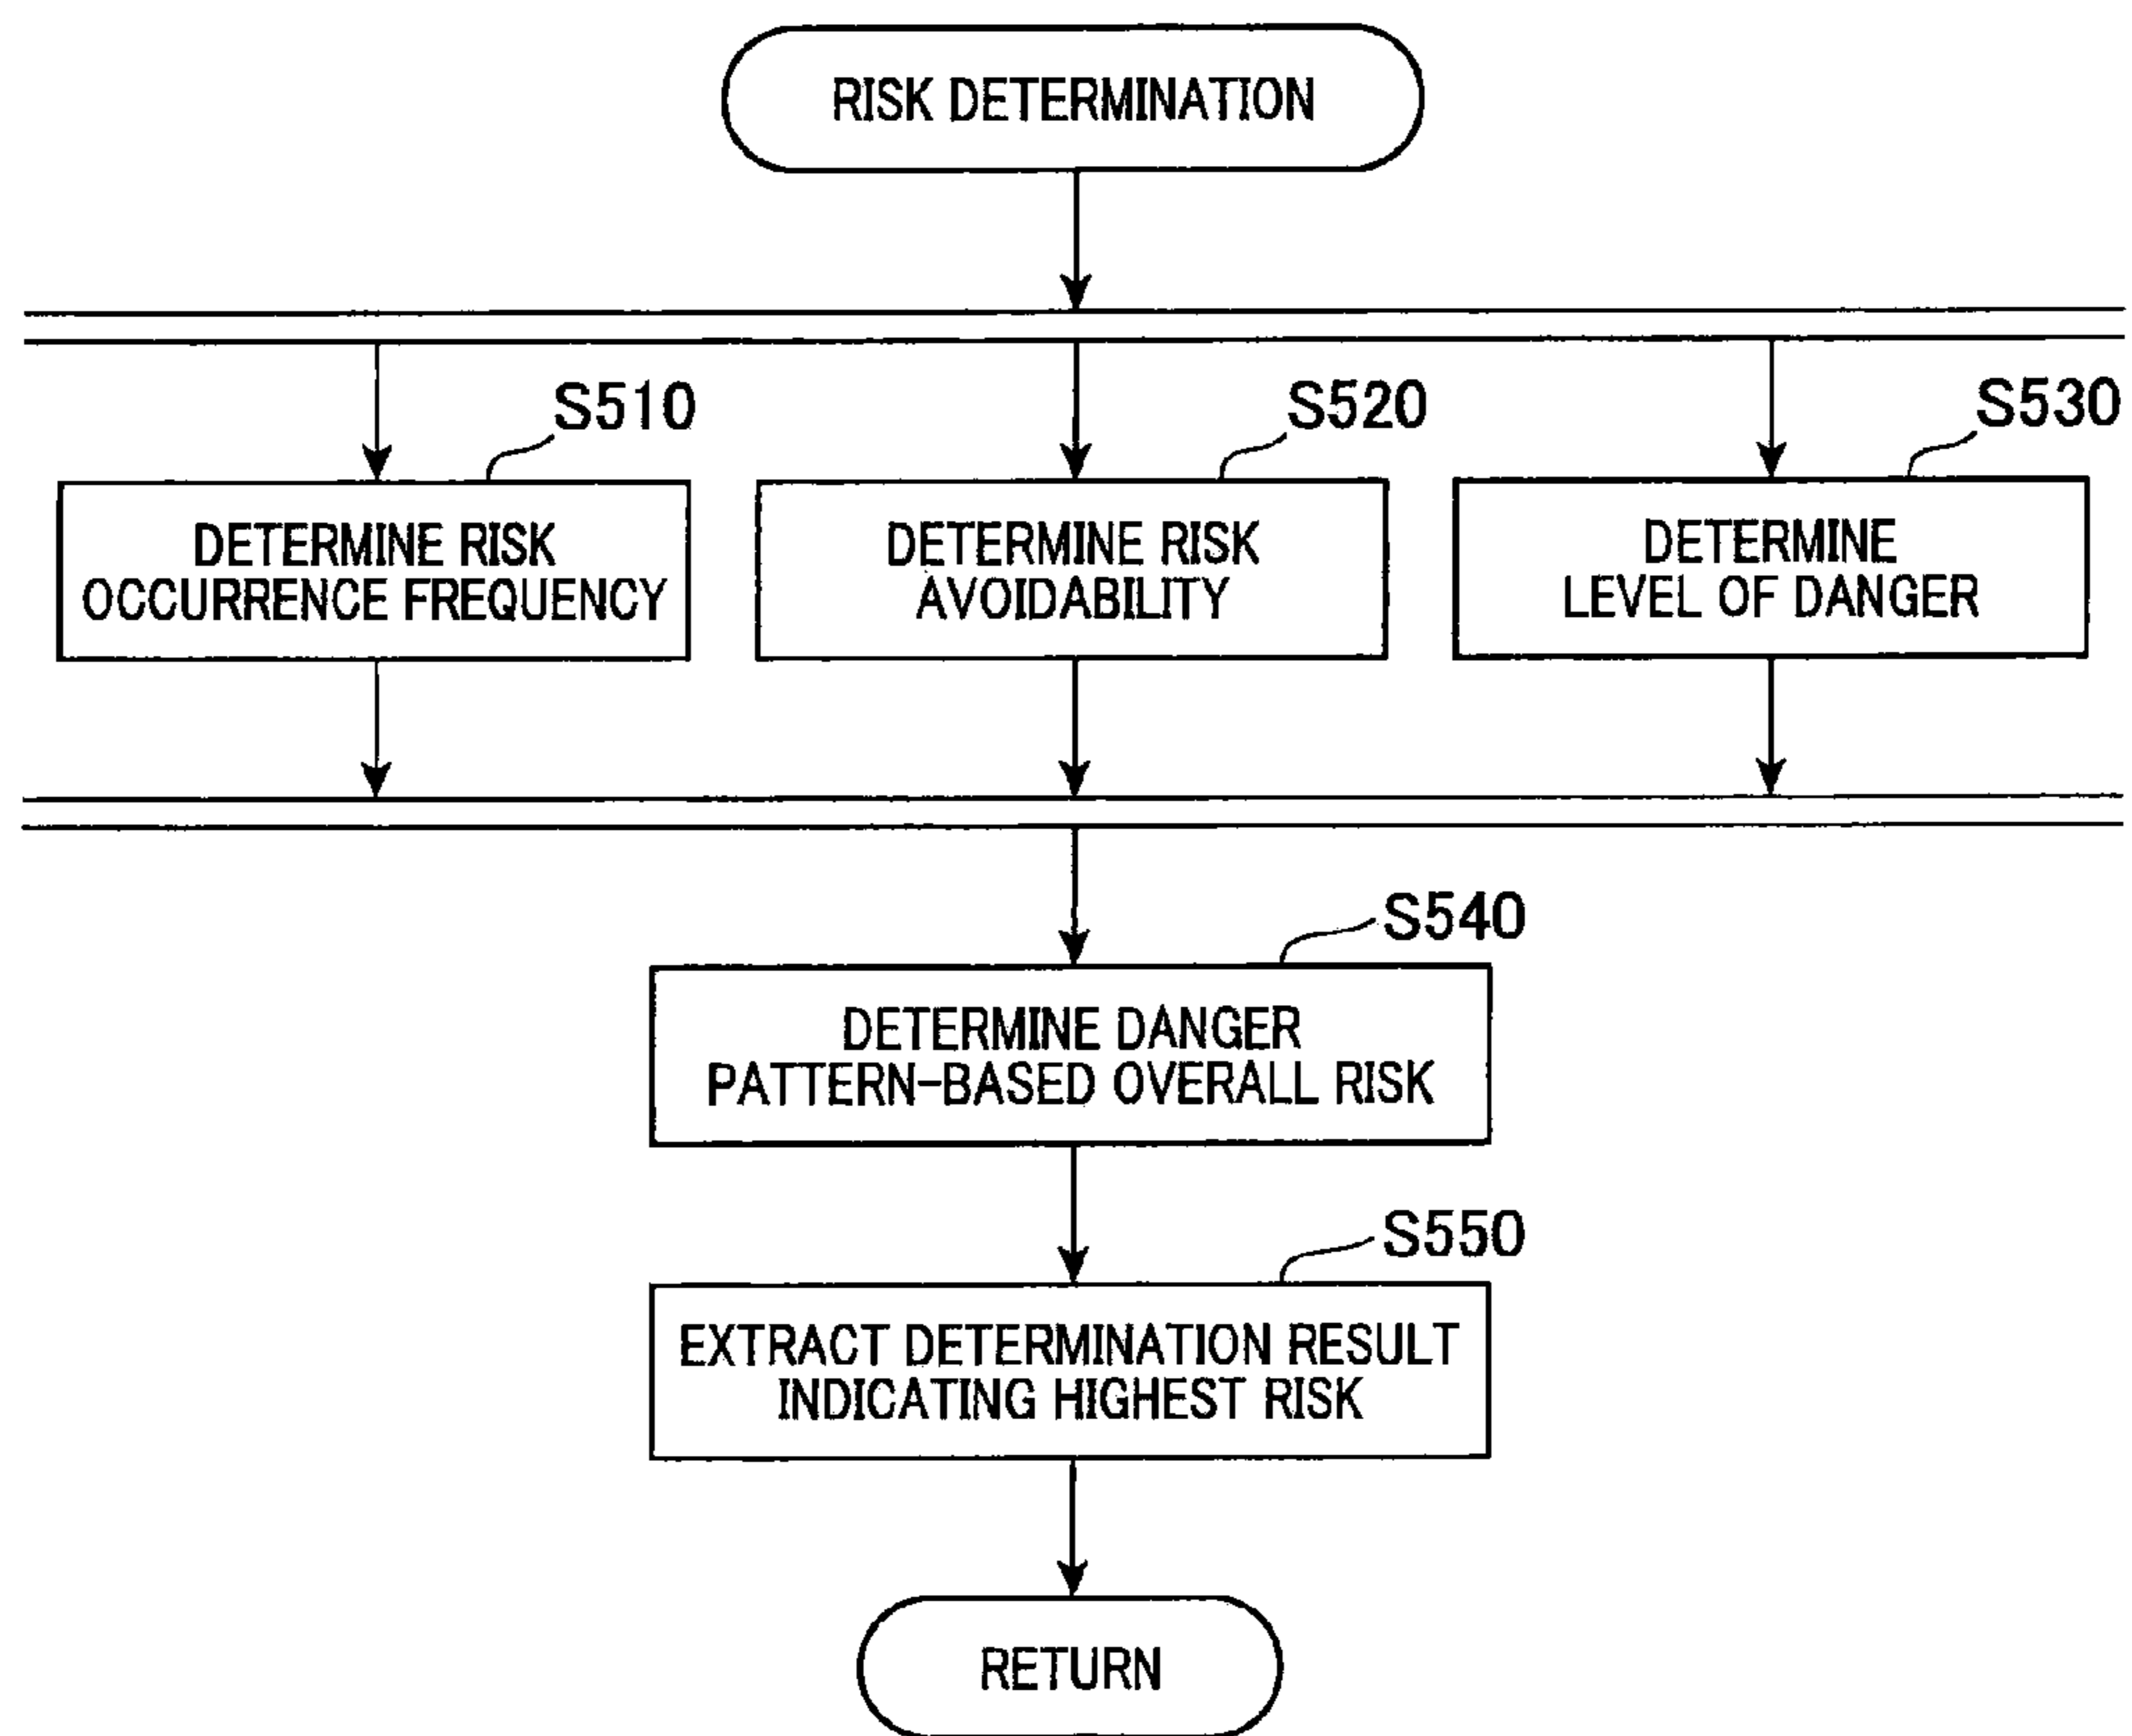 RISK DETERMINATION
S510
S520
S530
DETERMINE RISK
OCCURRENCE FREQUENCY
DETERMINE RISK
AVOIDABILITY
DETERMINE
LEVEL OF DANGER
S540
DETERMINE DANGER
PATTERN-BASED OVERALL RISK
S550
EXTRACT DETERMINATION RESULT
INDICATING HIGHEST RISK
RETURN